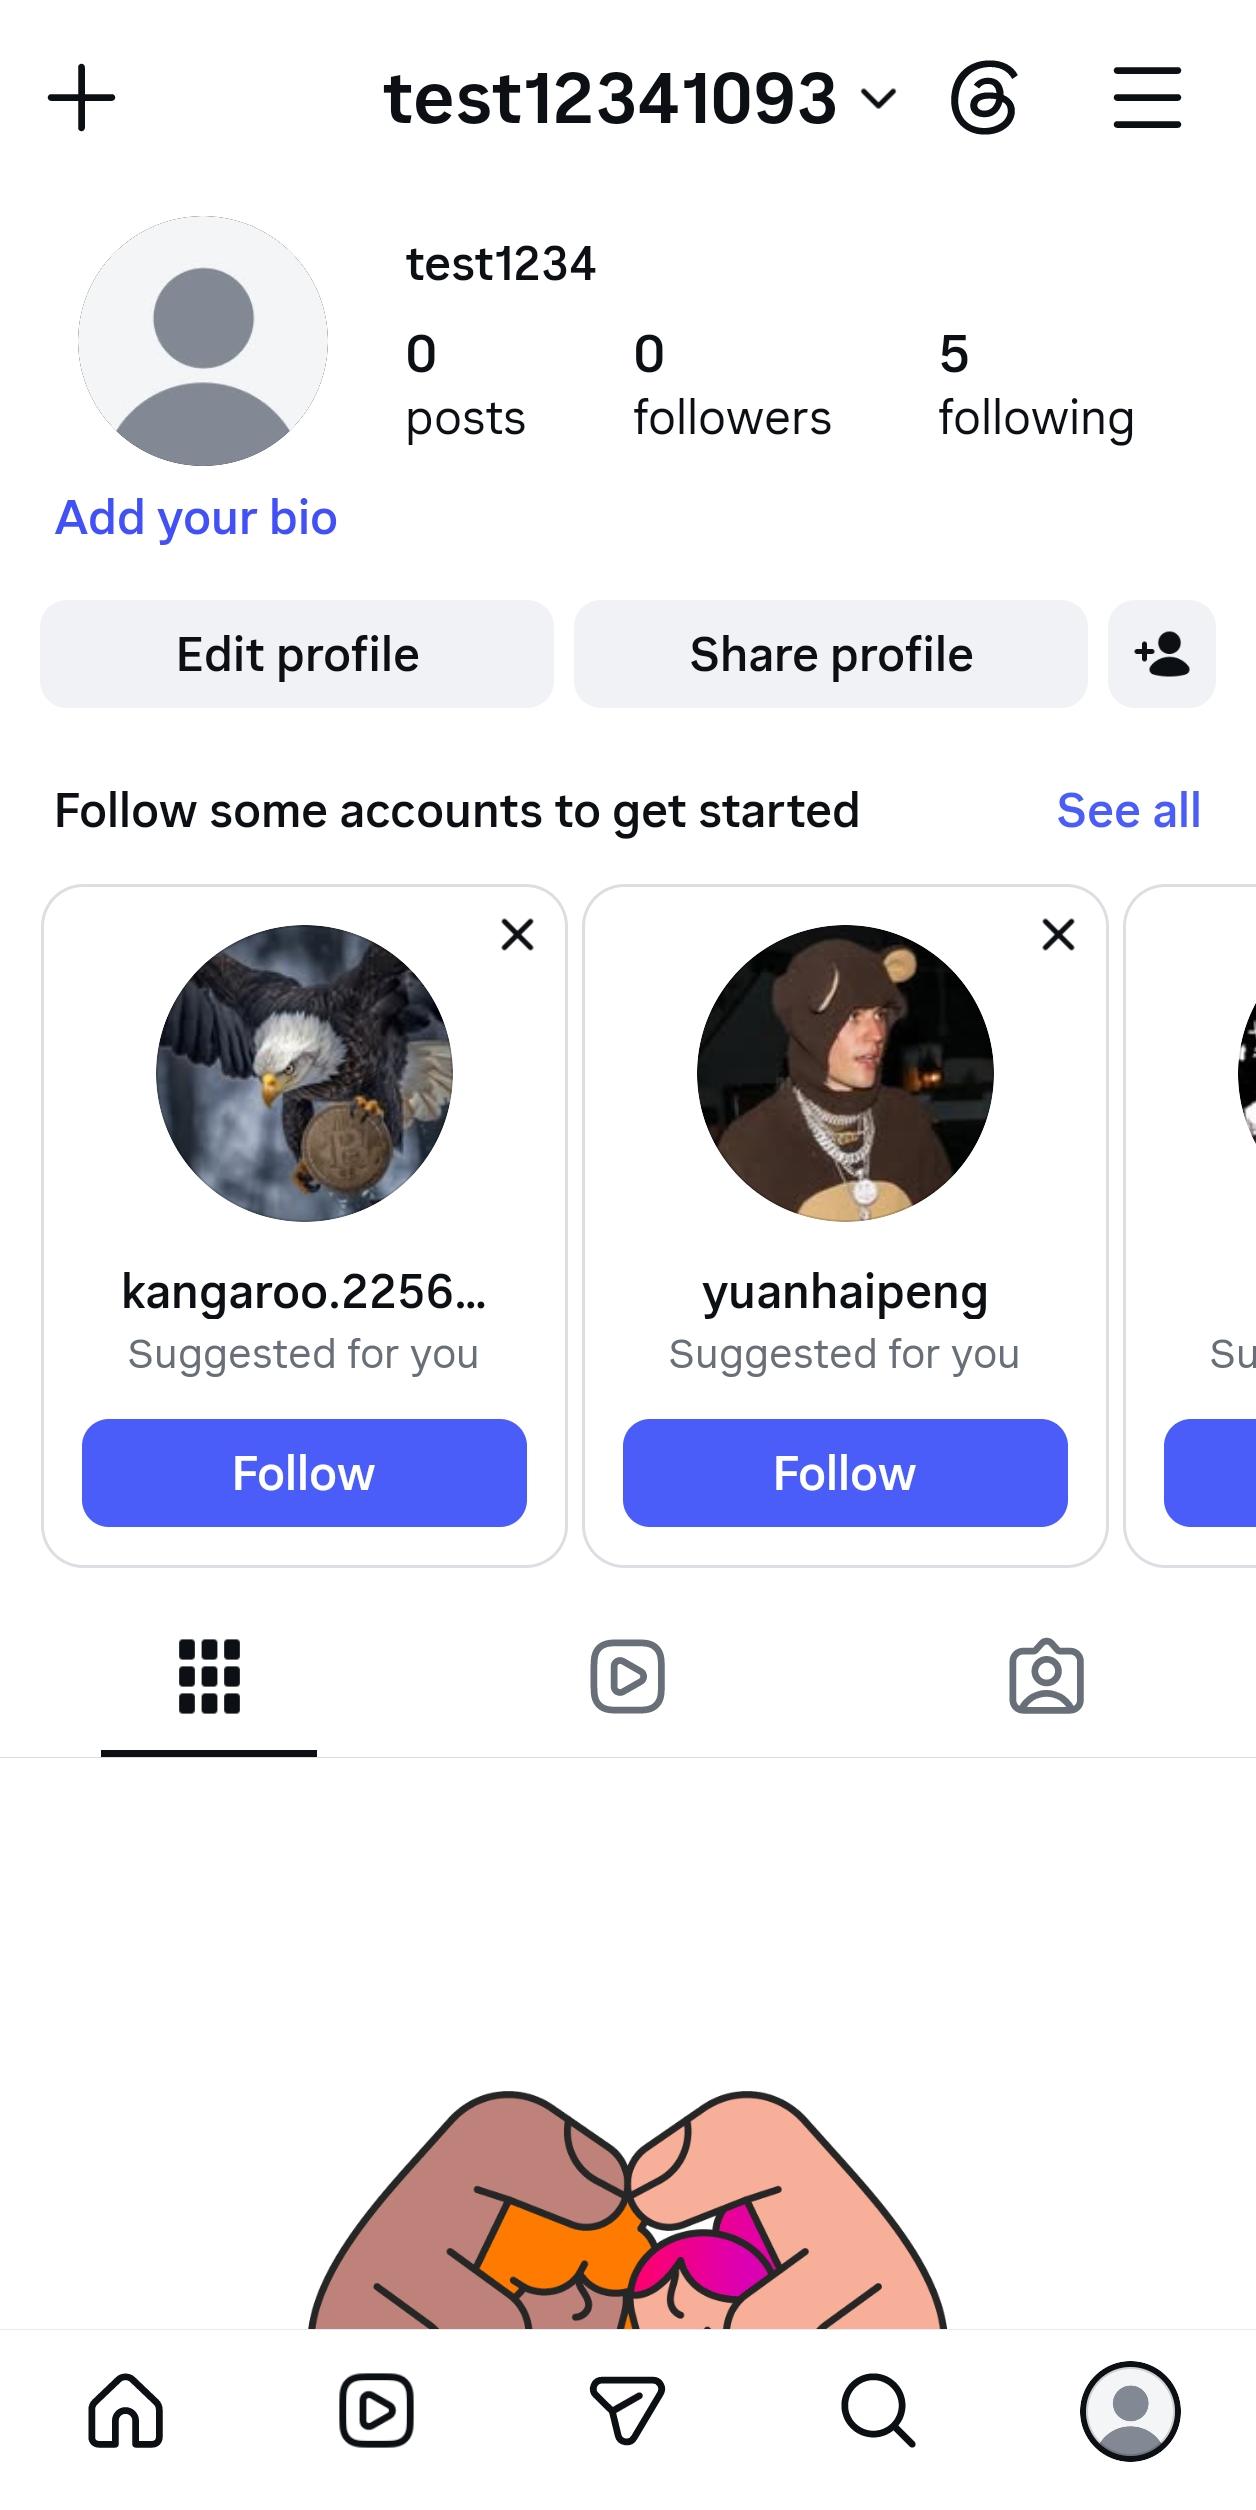 test12341093
test1234
0 0 5
posts followers following
Add your bio
Edit profile Share profile
Follow some accounts to get started See all
kangaroo.2256... yuanhaipeng
Suggested for you Suggested for you Su
Follow Follow